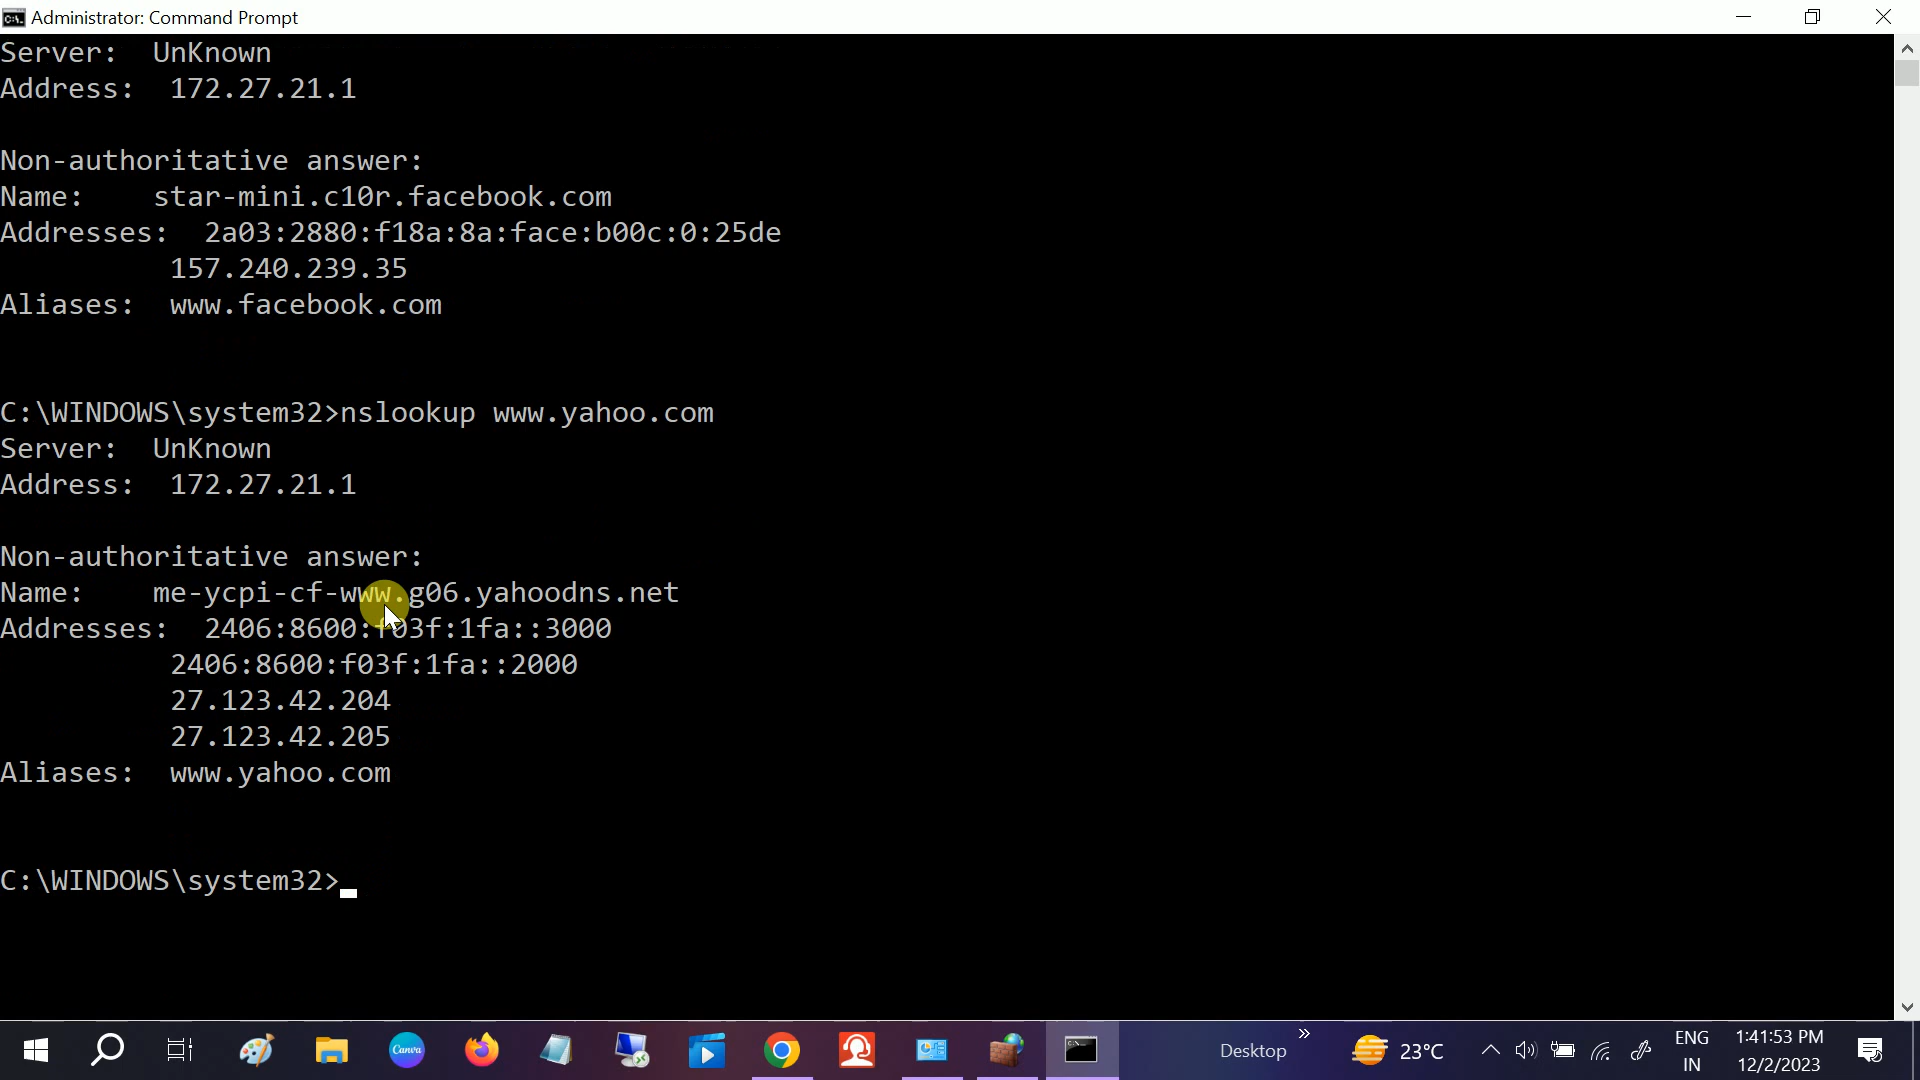 Administrator: Command Prompt
Server:  UnKnown
Address:  172.27.21.1
Non-authoritative answer:
Name:    star-mini.c10r.facebook.com
Addresses:  2a03:2880:f18a:8a:face:b00c:0:25de
157.240.239.35
Aliases:  www.facebook.com
C:\WINDOWS\system32>nslookup www.yahoo.com
Server:  UnKnown
Address:  172.27.21.1
Non-authoritative answer:
Name:    me-ycpi-cf-www.g06.yahoodns.net
Addresses:  2406:8600:f03f:1fa::3000
2406:8600:f03f:1fa::2000
27.123.42.204
27.123.42.205
Aliases:  www.yahoo.com
C:\WINDOWS\system32>
Canva
Desktop
23°C
ENG
IN
1:41:53 PM
12/2/2023